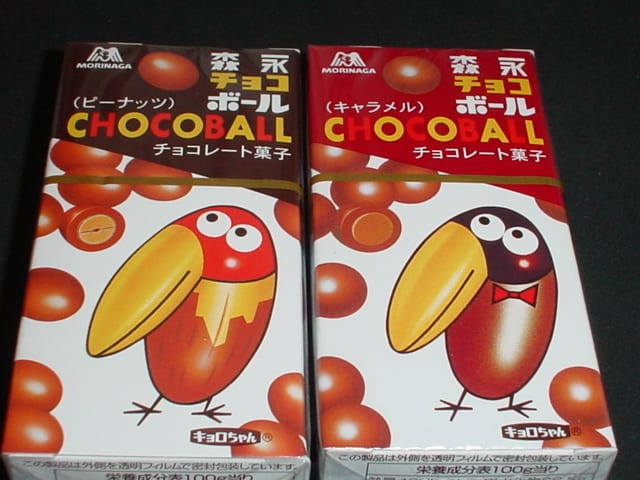 MORINAGA
森永
チョコ
ボール
(ピーナッツ)
CHOCOBALL
チョコレート菓子
キョロちゃん®
この製品は外側を透明フィルムで密封包装しています。
栄養成分表100g当り
MORINAGA
森永
チョコ
ボール
(キャラメル)
CHOCOBALL
チョコレート菓子
キョロちゃん®
この製品は外側を透明フィルムで密封包装しています。
栄養成分表100g当り